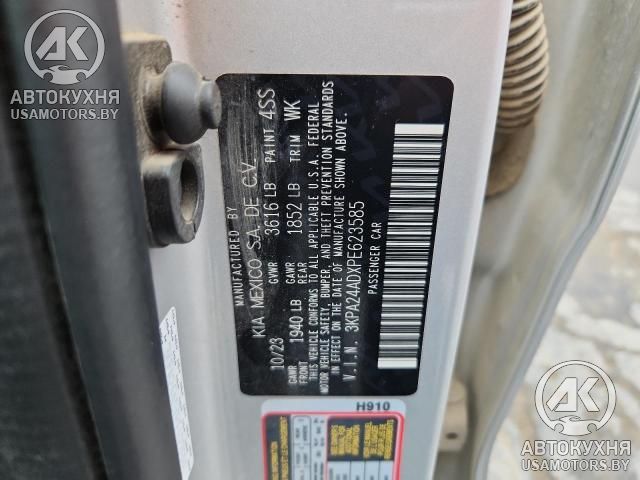 АВТОКУХНЯ
USAMOTORS.BY
MANUFACTURED BY
KIA MEXICO S.A. DE C.V.
10/23 GVWR 3616 LB PAINT 4SS
GAWR FRONT 1940 LB GAWR REAR 1852 LB TRIM WK
THIS VEHICLE CONFORMS TO ALL APPLICABLE U.S.A. FEDERAL
MOTOR VEHICLE SAFETY, BUMPER, AND THEFT PREVENTION STANDARDS
IN EFFECT ON THE DATE OF MANUFACTURE SHOWN ABOVE.
V.I.N. 3KPA24ADXPE623585
PASSENGER CAR
H910
АВТОКУХНЯ
USAMOTORS.BY